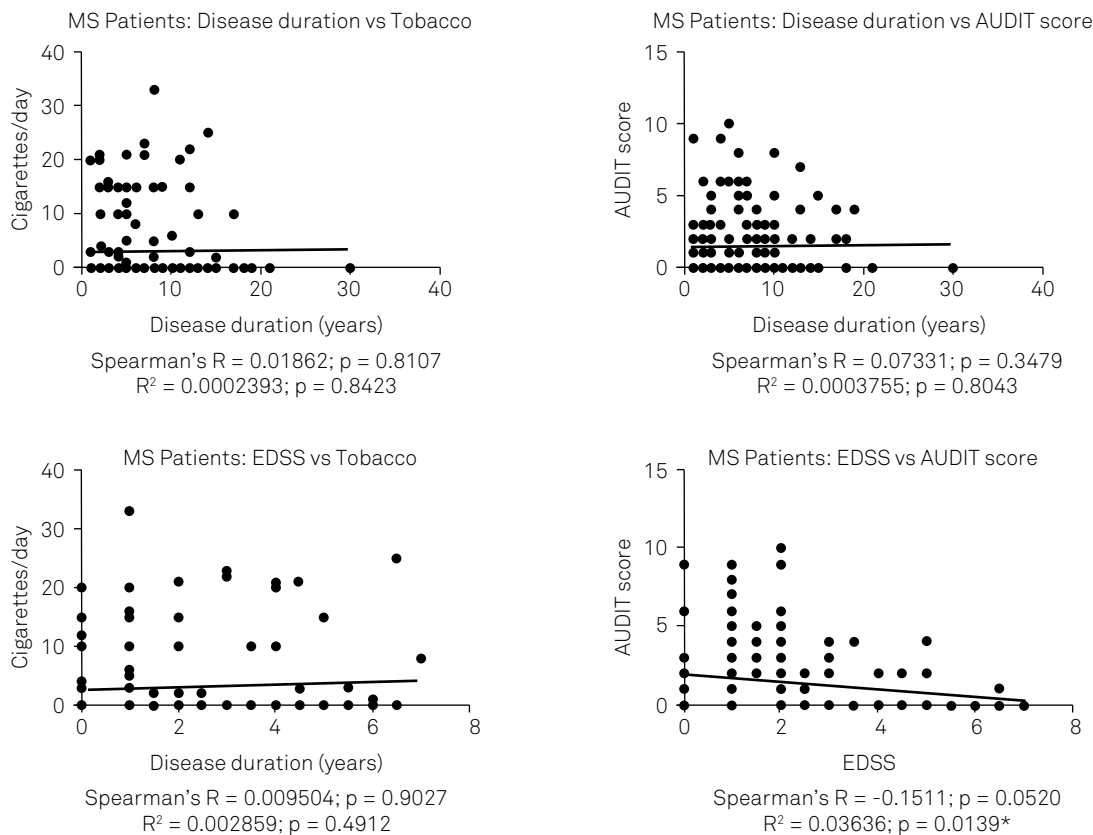 MS Patients: Disease duration vs Tobacco
40
30
20
10
0
Cigarettes/day
0 10 20 30 40
Disease duration (years)
Spearman’s R = 0.01862; p = 0.8107
R² = 0.0002393; p = 0.8423
MS Patients: Disease duration vs AUDIT score
15
10
5
0
AUDIT score
0 10 20 30 40
Disease duration (years)
Spearman’s R = 0.07331; p = 0.3479
R² = 0.0003755; p = 0.8043
MS Patients: EDSS vs Tobacco
40
30
20
10
0
Cigarettes/day
0 2 4 6 8
Disease duration (years)
Spearman’s R = 0.009504; p = 0.9027
R² = 0.002859; p = 0.4912
MS Patients: EDSS vs AUDIT score
15
10
5
0
AUDIT score
0 2 4 6 8
EDSS
Spearman’s R = -0.1511; p = 0.0520
R² = 0.03636; p = 0.0139*